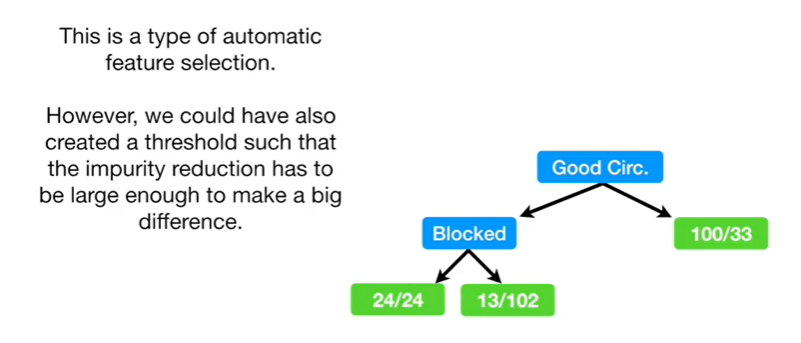 This is a type of automatic
feature selection.
However, we could have also
created a threshold such that
the impurity reduction has to
be large enough to make a big
difference.
Good Circ.
Blocked
100/33
24/24
13/102